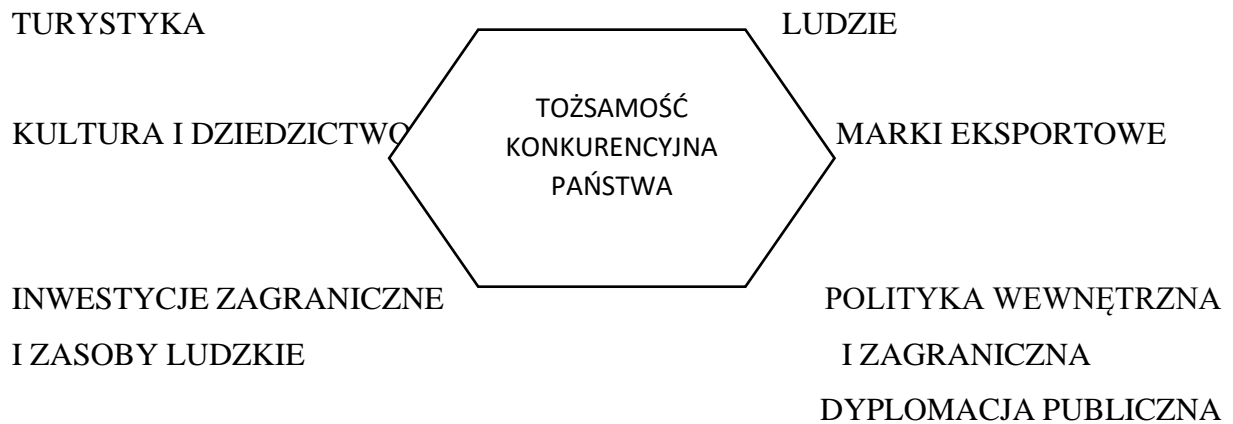 TURYSTYKA
LUDZIE
TOŻSAMOŚĆ
KONKURENCYJNA
PAŃSTWA
KULTURA I DZIEDZICTWO
MARKI EKSPORTOWE
INWESTYCJE ZAGRANICZNE
I ZASOBY LUDZKIE
POLITYKA WEWNĘTRZNA
I ZAGRANICZNA
DYPLOMACJA PUBLICZNA